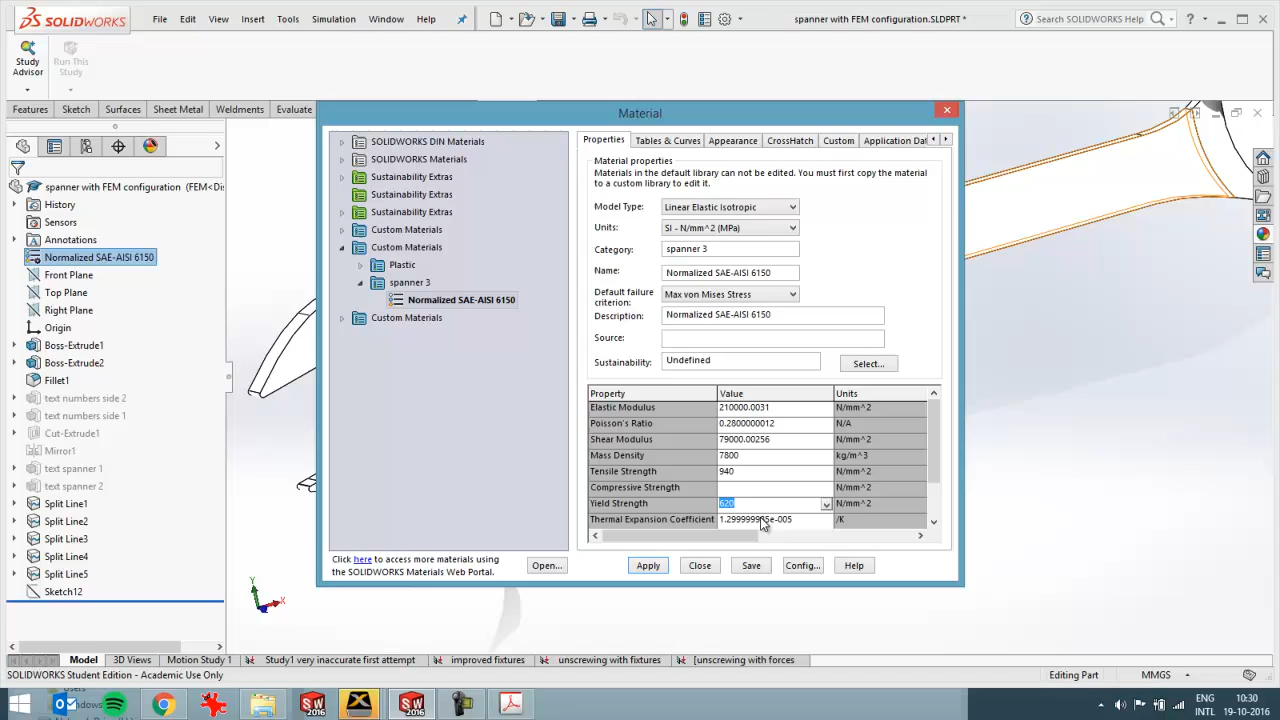 SOLIDWORKS File Edit View Insert Tools Simulation Window Help spanner with FEM configuration.SLDPRT * Search SOLIDWORKS Help
Study Advisor
Run This Study
Features Sketch Surfaces Sheet Metal Weldments Evaluate
spanner with FEM configuration (FEM<Di
History
Sensors
Annotations
Normalized SAE-AISI 6150
Front Plane
Top Plane
Right Plane
Origin
Boss-Extrude1
Boss-Extrude2
Fillet1
text numbers side 2
text numbers side 1
Cut-Extrude1
Mirror1
text spanner 1
text spanner 2
Split Line1
Split Line2
Split Line3
Split Line4
Split Line5
Sketch12
Material
SOLIDWORKS DIN Materials
SOLIDWORKS Materials
Sustainability Extras
Sustainability Extras
Sustainability Extras
Custom Materials
Custom Materials
Plastic
spanner 3
Normalized SAE-AISI 6150
Custom Materials
Click here to access more materials using
the SOLIDWORKS Materials Web Portal.
Open...
Properties Tables & Curves Appearance CrossHatch Custom Application Dat
Material properties
Materials in the default library can not be edited. You must first copy the material
to a custom library to edit it.
Model Type: Linear Elastic Isotropic
Units: SI - N/mm^2 (MPa)
Category: spanner 3
Name: Normalized SAE-AISI 6150
Default failure
criterion: Max von Mises Stress
Description: Normalized SAE-AISI 6150
Source:
Sustainability: Undefined Select...
Property Value Units
Elastic Modulus 210000.0031 N/mm^2
Poisson's Ratio 0.2800000012 N/A
Shear Modulus 79000.00256 N/mm^2
Mass Density 7800 kg/m^3
Tensile Strength 940 N/mm^2
Compressive Strength N/mm^2
Yield Strength 620 N/mm^2
Thermal Expansion Coefficient /K
Apply Close Save Config... Help
Y
X
Model 3D Views Motion Study 1 Study1 very inaccurate first attempt improved fixtures unscrewing with fixtures [unscrewing with forces
SOLIDWORKS Student Edition - Academic Use Only Editing Part MMGS
SW 2016
SW 2016
ENG 10:30
INTL 19-10-2016